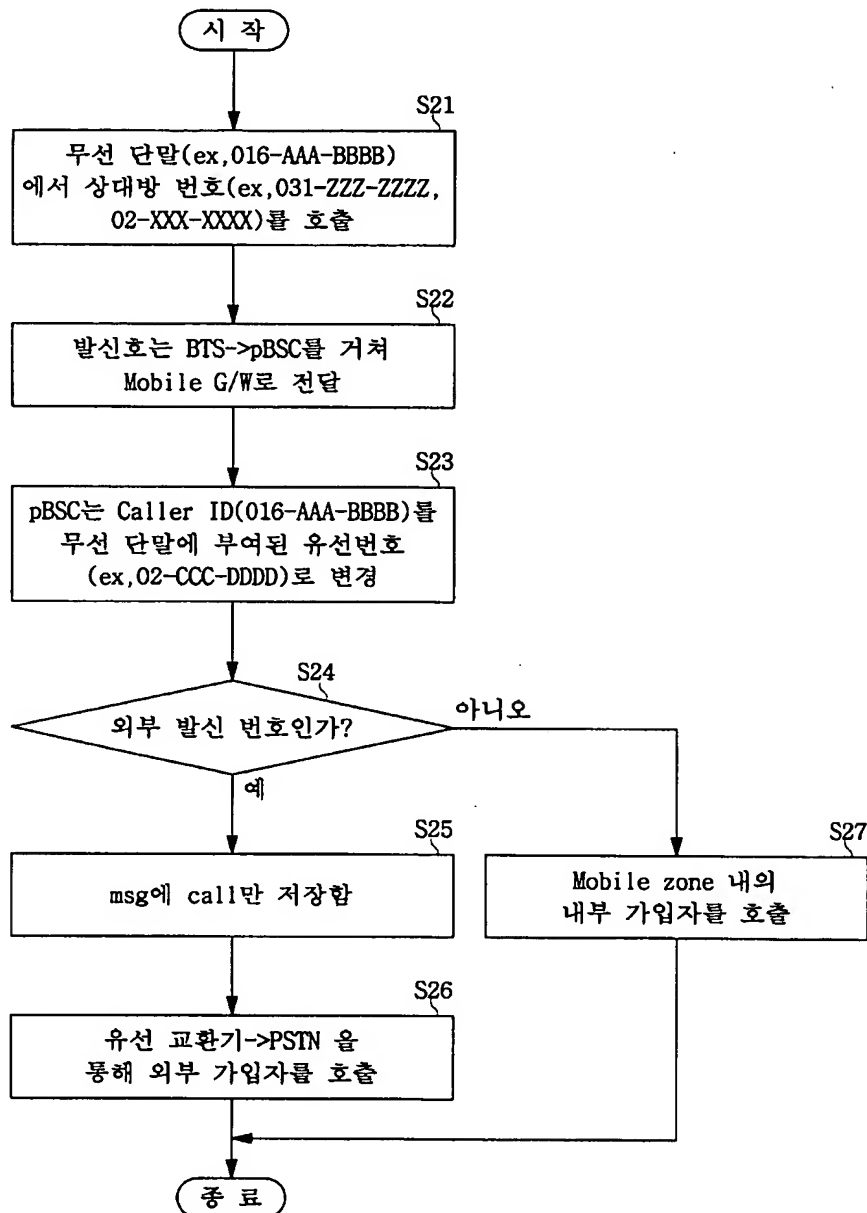 시 작
S21
무선 단말(ex,016-AAA-BBBB)
에서 상대방 번호(ex,031-ZZZ-ZZZZ,
02-XXX-XXXX)를 호출
S22
발신호는 BTS->pBSC를 거쳐
Mobile G/W로 전달
S23
pBSC는 Caller ID(016-AAA-BBBB)를
무선 단말에 부여된 유선번호
(ex,02-CCC-DDDD)로 변경
S24
외부 발신 번호인가?
아니오
예
S25
msg에 call만 저장함
S27
Mobile zone 내의
내부 가입자를 호출
S26
유선 교환기->PSTN 을
통해 외부 가입자를 호출
종 료